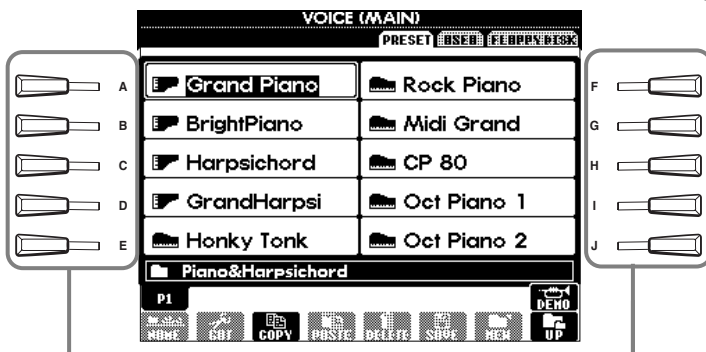 VOICE (MAIN)
PRESET USER FLOPPY DISK
A Grand Piano Rock Piano F
B BrightPiano Midi Grand G
C Harpsichord CP 80 H
D GrandHarpsi Oct Piano 1 I
E Honky Tonk Oct Piano 2 J
Piano&Harpsichord
P1 DEMO
NAME CUT COPY PASTE DELETE SAVE NEW UP